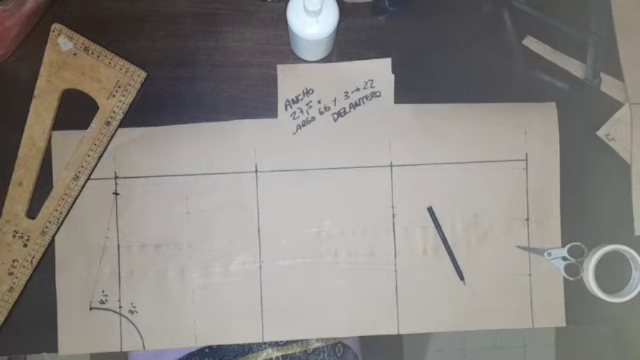 ANCHO
27,5 x
LARGO 66 ÷ 3 → 22
DELANTERO